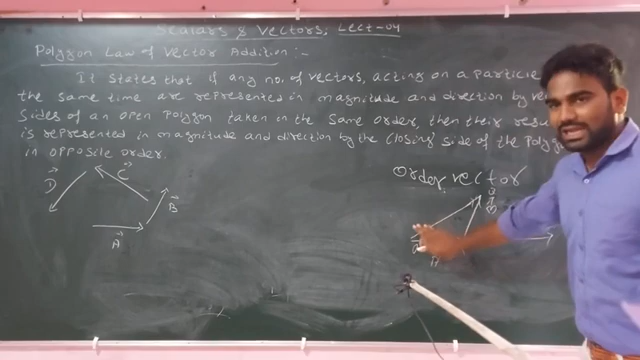 Scalars & Vectors, Lect-04
Polygon Law of Vector Addition:-
It states that if any no. of vectors, acting on a particle
the same time are represented in magnitude and direction by
sides of an open polygon taken in the same order, then their
is represented in magnitude and direction by the closing side of the
in opposite order.
Order vector
D
C
B
A